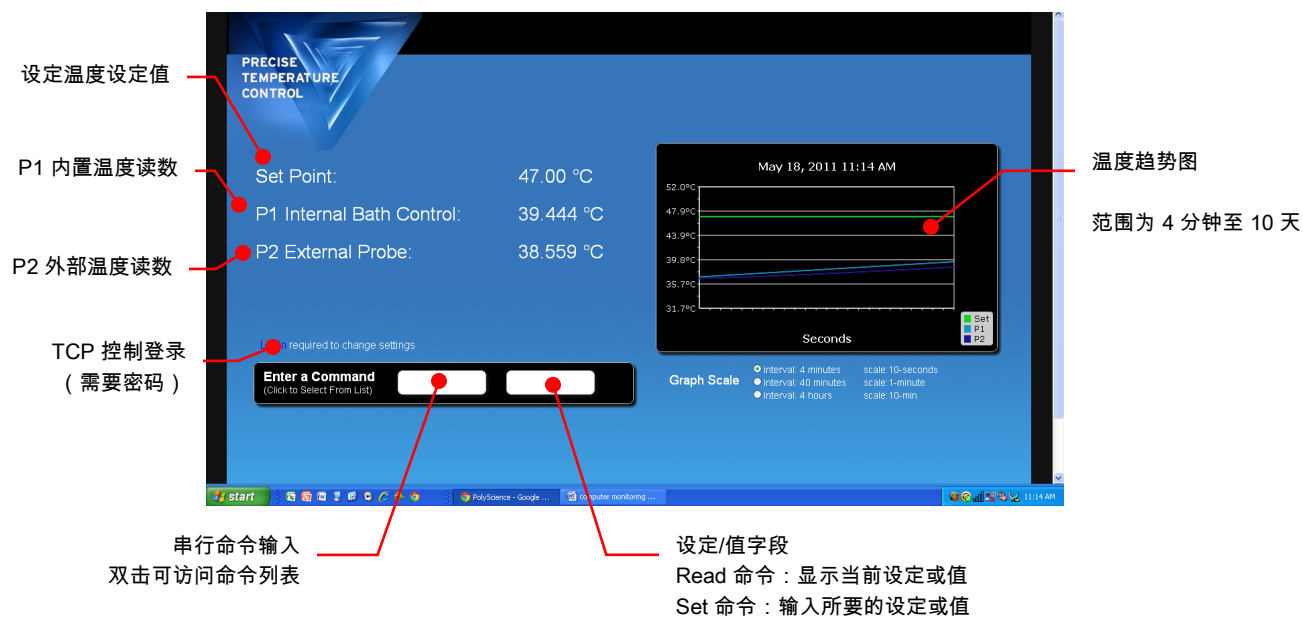 PRECISE
TEMPERATURE
CONTROL
设定温度设定值
P1 内置温度读数
P2 外部温度读数
TCP 控制登录
（需要密码）
Set Point: 47.00 °C
P1 Internal Bath Control: 39.444 °C
P2 External Probe: 38.559 °C
required to change settings
Enter a Command
(Click to Select From List)
May 18, 2011 11:14 AM
52.0°C
47.9°C
43.9°C
39.8°C
35.7°C
31.7°C
Seconds
Set
P1
P2
Graph Scale
interval: 4 minutes scale:10-seconds
interval: 40 minutes scale:1-minute
interval: 4 hours scale:10-min
温度趋势图
范围为 4 分钟至 10 天
start
PolyScience - Google ...
computer monitoring ...
11:14 AM
串行命令输入
双击可访问命令列表
设定/值字段
Read 命令：显示当前设定或值
Set 命令：输入所要的设定或值